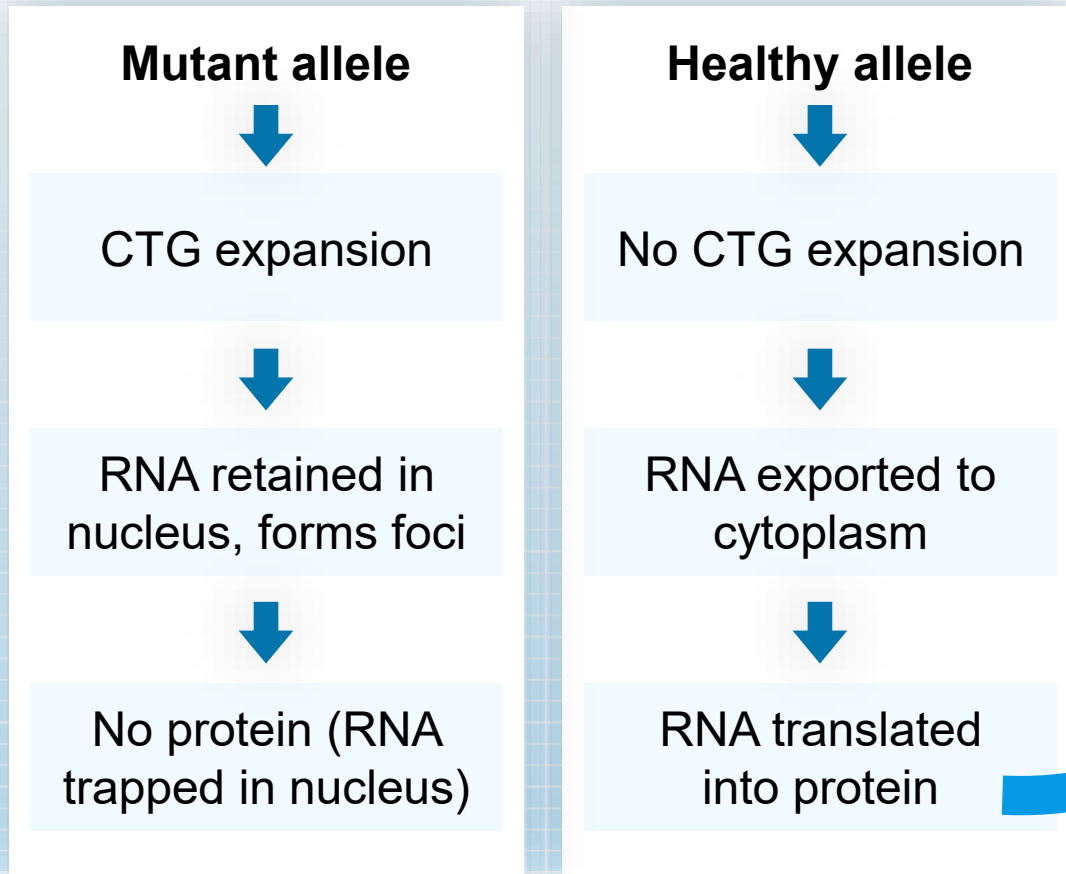 Mutant allele
CTG expansion
RNA retained in
nucleus, forms foci
No protein (RNA
trapped in nucleus)
Healthy allele
No CTG expansion
RNA exported to
cytoplasm
RNA translated
into protein